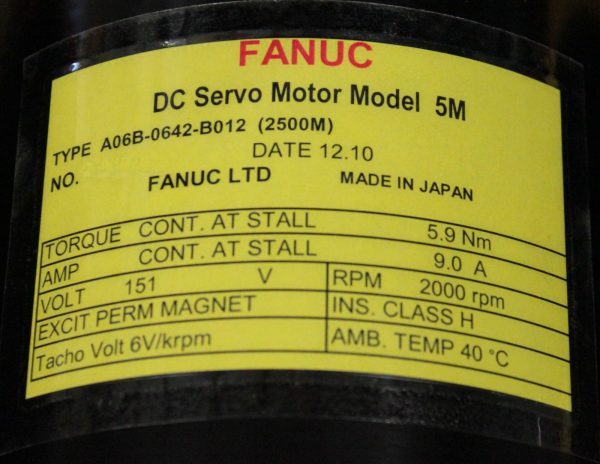 FANUC
DC Servo Motor Model 5M
TYPE A06B-0642-B012 (2500M)
DATE 12.10
NO. FANUC LTD MADE IN JAPAN
TORQUE CONT. AT STALL 5.9 Nm
AMP CONT. AT STALL 9.0 A
VOLT 151 V RPM 2000 rpm
EXCIT PERM MAGNET INS. CLASS H
Tacho Volt 6V/krpm AMB. TEMP 40 °C